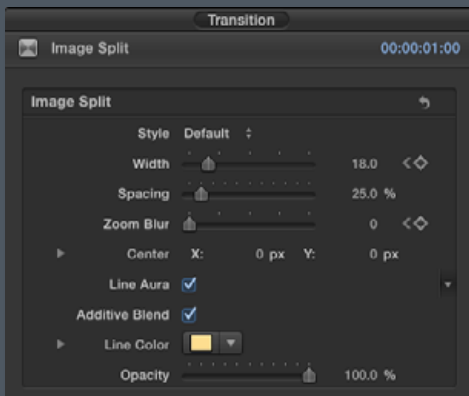 Transition
Image Split 00:00:01:00
Image Split
Style Default
Width 18.0
Spacing 25.0 %
Zoom Blur 0
Center X: 0 px Y: 0 px
Line Aura
Additive Blend
Line Color
Opacity 100.0 %